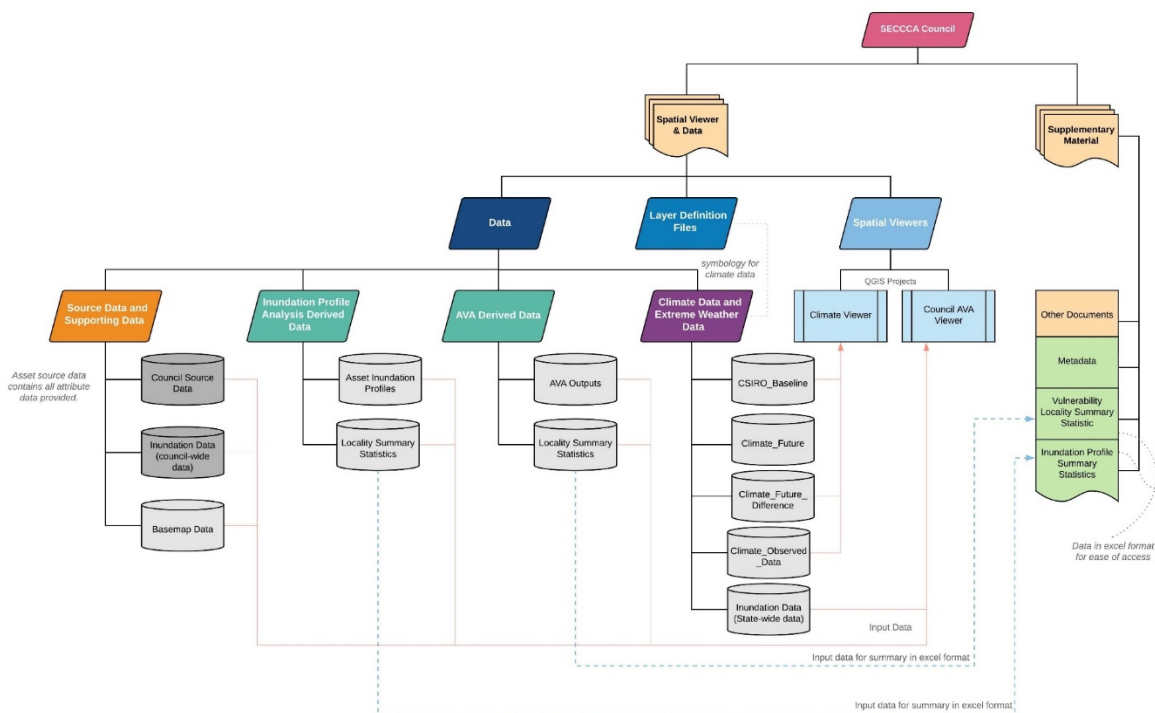 SECCCA Council
Spatial Viewer
& Data
Supplementary
Material
Data
Layer Definition
Files
Spatial Viewers
symbology for
climate data
QGIS Projects
Source Data and
Supporting Data
Inundation Profile
Analysis Derived
Data
AVA Derived Data
Climate Data and
Extreme Weather
Data
Climate Viewer
Council AVA
Viewer
Other Documents
Asset source data
contains all attribute
data provided.
Council Source
Data
Asset Inundation
Profiles
AVA Outputs
CSIRO_Baseline
Metadata
Inundation Data
(council-wide
data)
Locality Summary
Statistics
Locality Summary
Statistics
Climate_Future
Vulnerability
Locality Summary
Statistic
Inundation Profile
Summary
Statistics
Basemap Data
Climate_Future_
Difference
Climate_Observed
_Data
Data in excel format
for ease of access
Inundation Data
(State-wide data)
Input Data
Input data for summary in excel format
Input data for summary in excel format